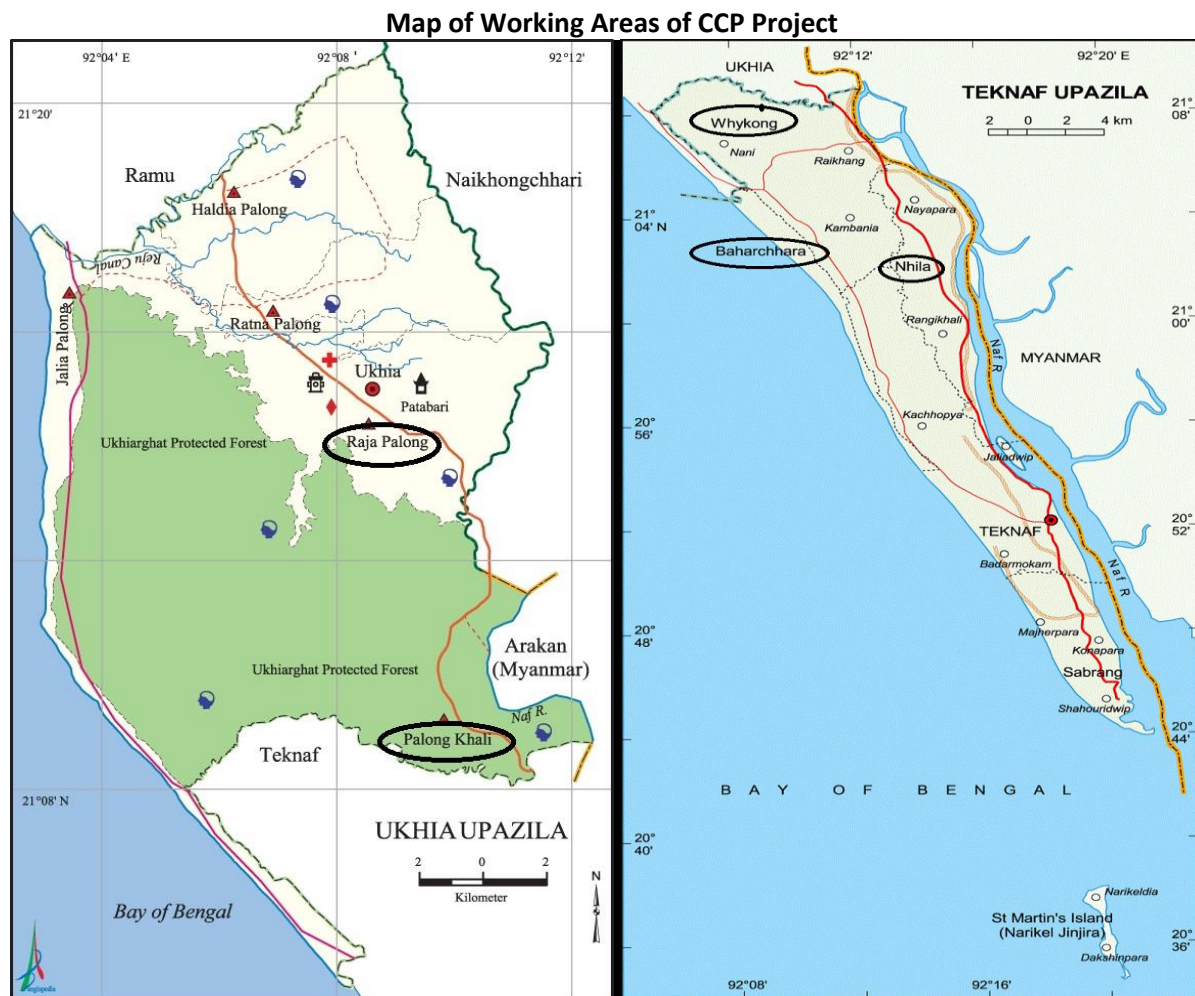 Map of Working Areas of CCP Project
92°04' E
92°08'
92°12'
21°20'
Ramu
Naikhongchhari
Haldia Palong
Reju Canal
Jalia Palong
Ratna Palong
Ukhia
Patabari
Raja Palong
Ukhiarghat Protected Forest
Ukhiarghat Protected Forest
Arakan
(Myanmar)
Naf R.
Palong Khali
Teknaf
21°08' N
UKHIA UPAZILA
2 0 2
Kilometer
N
Bay of Bengal
Banglapedia
92°12'
92°20' E
UKHIA
TEKNAF UPAZILA
2 0 2 4 km
21°
08'
Whykong
Nani
Raikhang
Nayapara
21°
04' N
Kambania
Baharchhara
Nhila
21°
00'
Rangikhali
Naf R
MYANMAR
Kachhopya
20°
56'
Jaliadwip
20°
52'
TEKNAF
Badarmokam
Naf R
20°
48'
Majherpara
Konapara
Sabrang
Shahouridwip
20°
44'
BAY OF BENGAL
20°
40'
Narikeldia
St Martin's Island
(Narikel Jinjira)
20°
36'
Dakshinpara
92°08'
92°16'